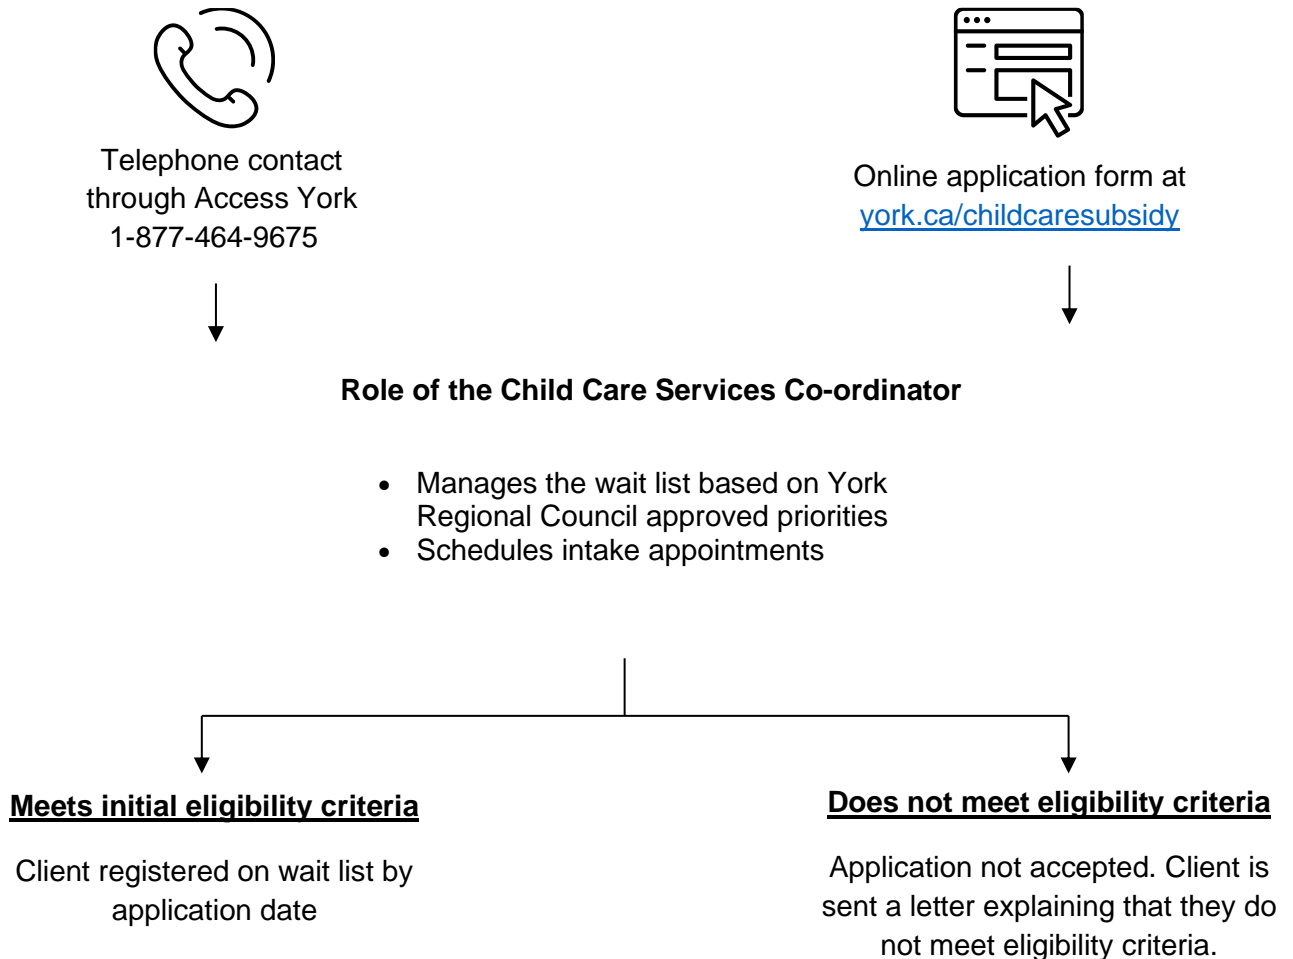 Telephone contact
through Access York
1-877-464-9675
Online application form at
york.ca/childcaresubsidy
Role of the Child Care Services Co-ordinator
• Manages the wait list based on York
Regional Council approved priorities
• Schedules intake appointments
Meets initial eligibility criteria
Client registered on wait list by
application date
Does not meet eligibility criteria
Application not accepted. Client is
sent a letter explaining that they do
not meet eligibility criteria.